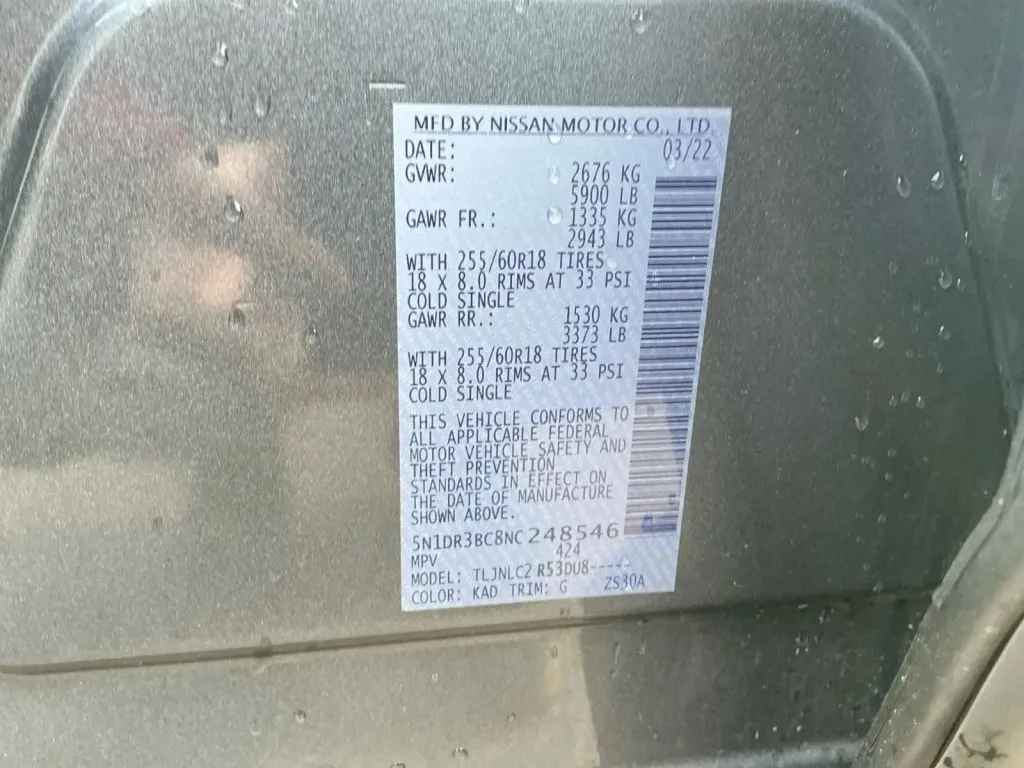 MFD BY NISSAN MOTOR CO., LTD.
DATE: 03/22
GVWR: 2676 KG
5900 LB
GAWR FR.: 1335 KG
2943 LB
WITH 255/60R18 TIRES
18 X 8.0 RIMS AT 33 PSI
COLD SINGLE
GAWR RR.: 1530 KG
3373 LB
WITH 255/60R18 TIRES
18 X 8.0 RIMS AT 33 PSI
COLD SINGLE
THIS VEHICLE CONFORMS TO
ALL APPLICABLE FEDERAL
MOTOR VEHICLE SAFETY AND
THEFT PREVENTION
STANDARDS IN EFFECT ON
THE DATE OF MANUFACTURE
SHOWN ABOVE.
5N1DR3BC8NC248546
MPV 424
MODEL: TLJNLC2 R53DU8-----
COLOR: KAD TRIM: G ZS30A